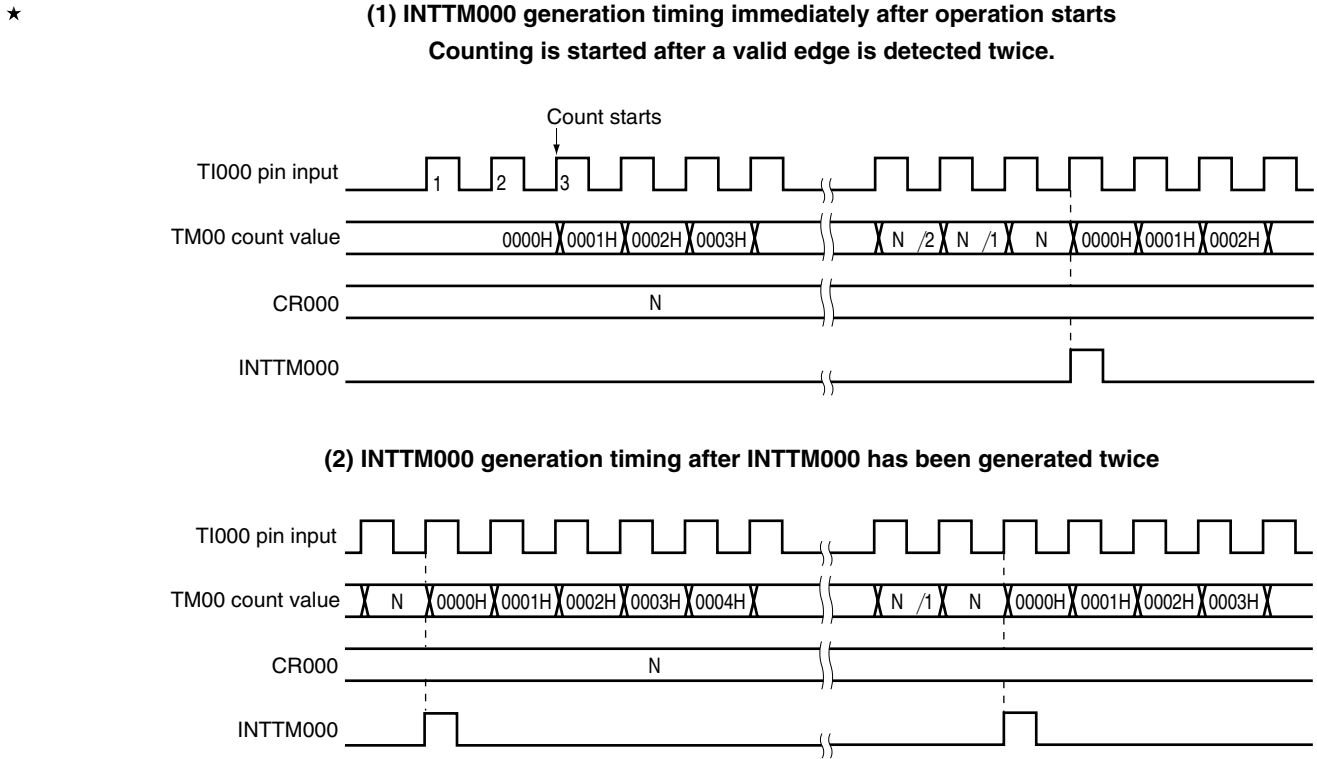 ★
(1) INTTM000 generation timing immediately after operation starts
Counting is started after a valid edge is detected twice.
Count starts
TI000 pin input 1 2 3
TM00 count value 0000H 0001H 0002H 0003H N /2 N /1 N 0000H 0001H 0002H
CR000 N
INTTM000
(2) INTTM000 generation timing after INTTM000 has been generated twice
TI000 pin input
TM00 count value N 0000H 0001H 0002H 0003H 0004H N /1 N 0000H 0001H 0002H 0003H
CR000 N
INTTM000